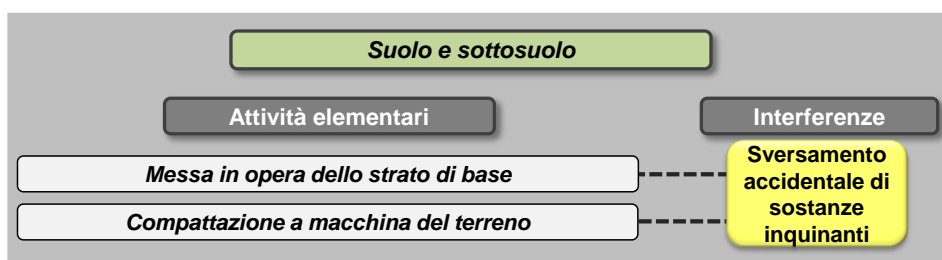 Suolo e sottosuolo
Attività elementari
Interferenze
Messa in opera dello strato di base
Compattazione a macchina del terreno
Sversamento
accidentale di
sostanze
inquinanti